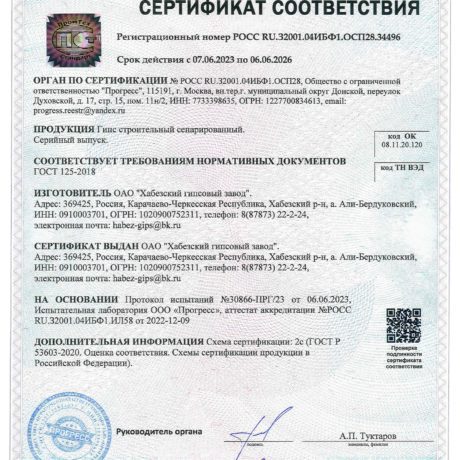 СЕРТИФИКАТ СООТВЕТСТВИЯ
Регистрационный номер РОСС RU.32001.04ИБФ1.ОСП28.34496
Срок действия с 07.06.2023 по 06.06.2026
ОРГАН ПО СЕРТИФИКАЦИИ № РОСС RU.32001.04ИБФ1.ОСП28, Общество с ограниченной
ответственностью "Прогресс", 115191, г. Москва, вн.тер.г. муниципальный округ Донской, переулок
Духовской, д. 17, стр. 15, пом. 11н/2, ИНН: 7733398635, ОГРН: 1227700834613, email:
progress.reestr@yandex.ru
ПРОДУКЦИЯ Гипс строительный сепарированный.
Серийный выпуск.
код ОК
08.11.20.120
СООТВЕТСТВУЕТ ТРЕБОВАНИЯМ НОРМАТИВНЫХ ДОКУМЕНТОВ
ГОСТ 125-2018
код ТН ВЭД
ИЗГОТОВИТЕЛЬ ОАО "Хабезский гипсовый завод".
Адрес: 369425, Россия, Карачаево-Черкесская Республика, Хабезский р-н, а. Али-Бердуковский,
ИНН: 0910003701, ОГРН: 1020900752311, телефон: 8(87873) 22-2-24,
электронная почта: habez-gips@bk.ru
СЕРТИФИКАТ ВЫДАН ОАО "Хабезский гипсовый завод".
Адрес: 369425, Россия, Карачаево-Черкесская Республика, Хабезский р-н, а. Али-Бердуковский,
ИНН: 0910003701, ОГРН: 1020900752311, телефон: 8(87873) 22-2-24,
электронная почта: habez-gips@bk.ru
НА ОСНОВАНИИ Протокол испытаний №30866-ПРГ/23 от 06.06.2023,
Испытательная лаборатория ООО «Прогресс», аттестат аккредитации №РОСС
RU.32001.04ИБФ1.ИЛ58 от 2022-12-09
ДОПОЛНИТЕЛЬНАЯ ИНФОРМАЦИЯ Схема сертификации: 2с (ГОСТ Р
53603-2020. Оценка соответствия. Схемы сертификации продукции в
Российской Федерации).
Проверка
подлинности
сертификата
соответствия
Руководитель органа
подпись
А.П. Туктаров
инициалы, фамилия
ПРОГРЕСС